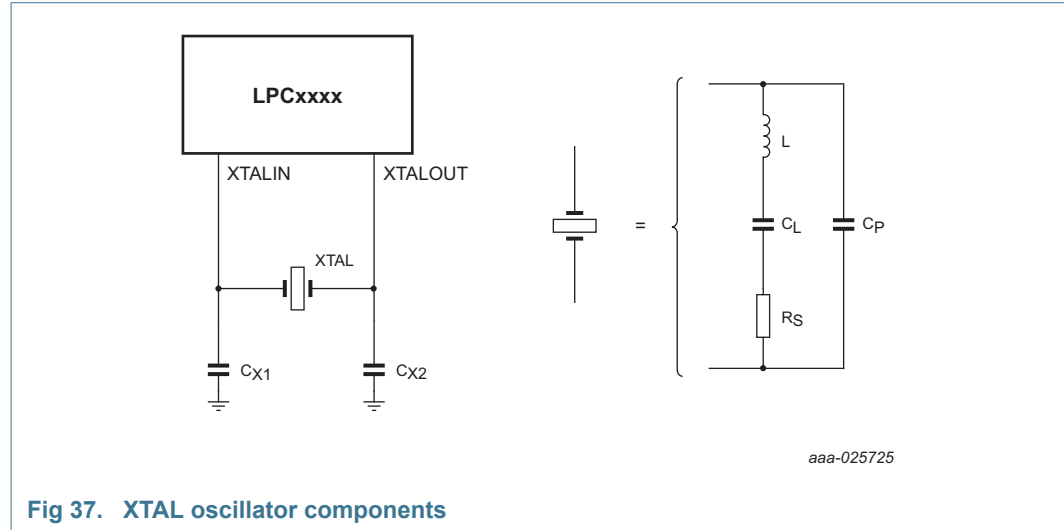 LPCxxxx
XTALIN XTALOUT
XTAL
CX1 CX2
=
L
CL CP
RS
aaa-025725
Fig 37. XTAL oscillator components